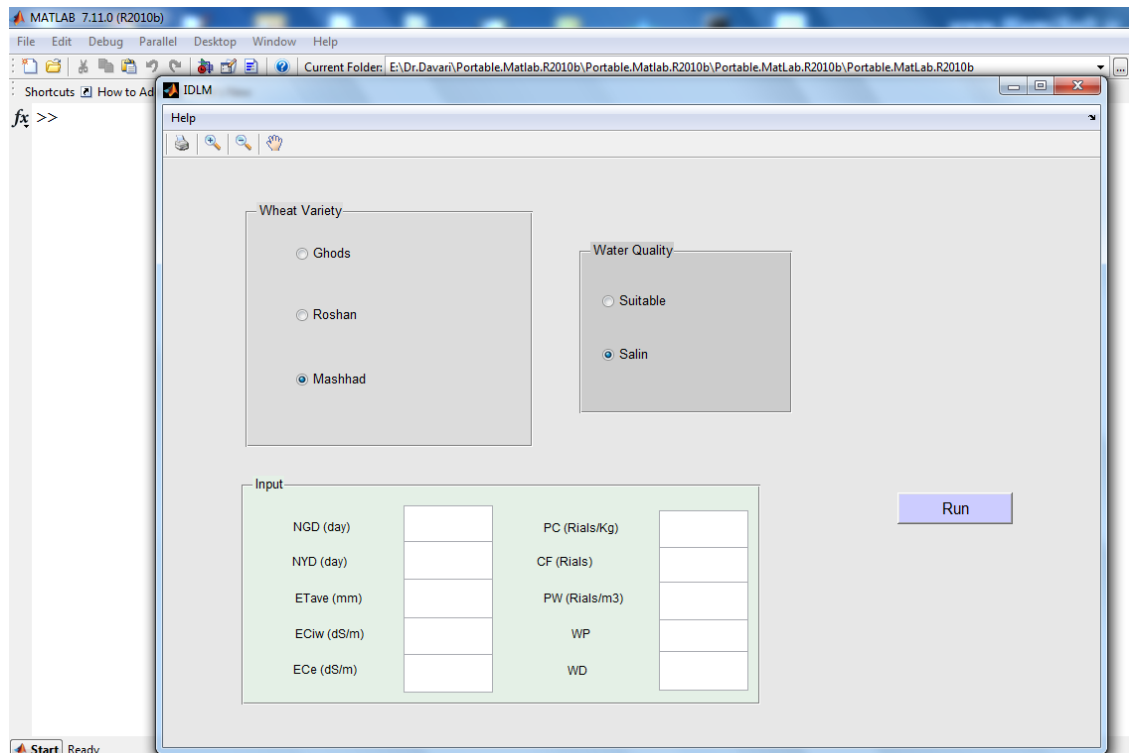 MATLAB 7.11.0 (R2010b)
File Edit Debug Parallel Desktop Window Help
Current Folder: E:\Dr.Davari\Portable.Matlab.R2010b\Portable.Matlab.R2010b\Portable.MatLab.R2010b\Portable.MatLab.R2010b
Shortcuts How to Ad
IDLM
fx >>
Help
Wheat Variety
Ghods
Roshan
Mashhad
Water Quality
Suitable
Salin
Input
NGD (day)
NYD (day)
ETave (mm)
ECiw (dS/m)
ECe (dS/m)
PC (Rials/Kg)
CF (Rials)
PW (Rials/m3)
WP
WD
Run
Start Ready